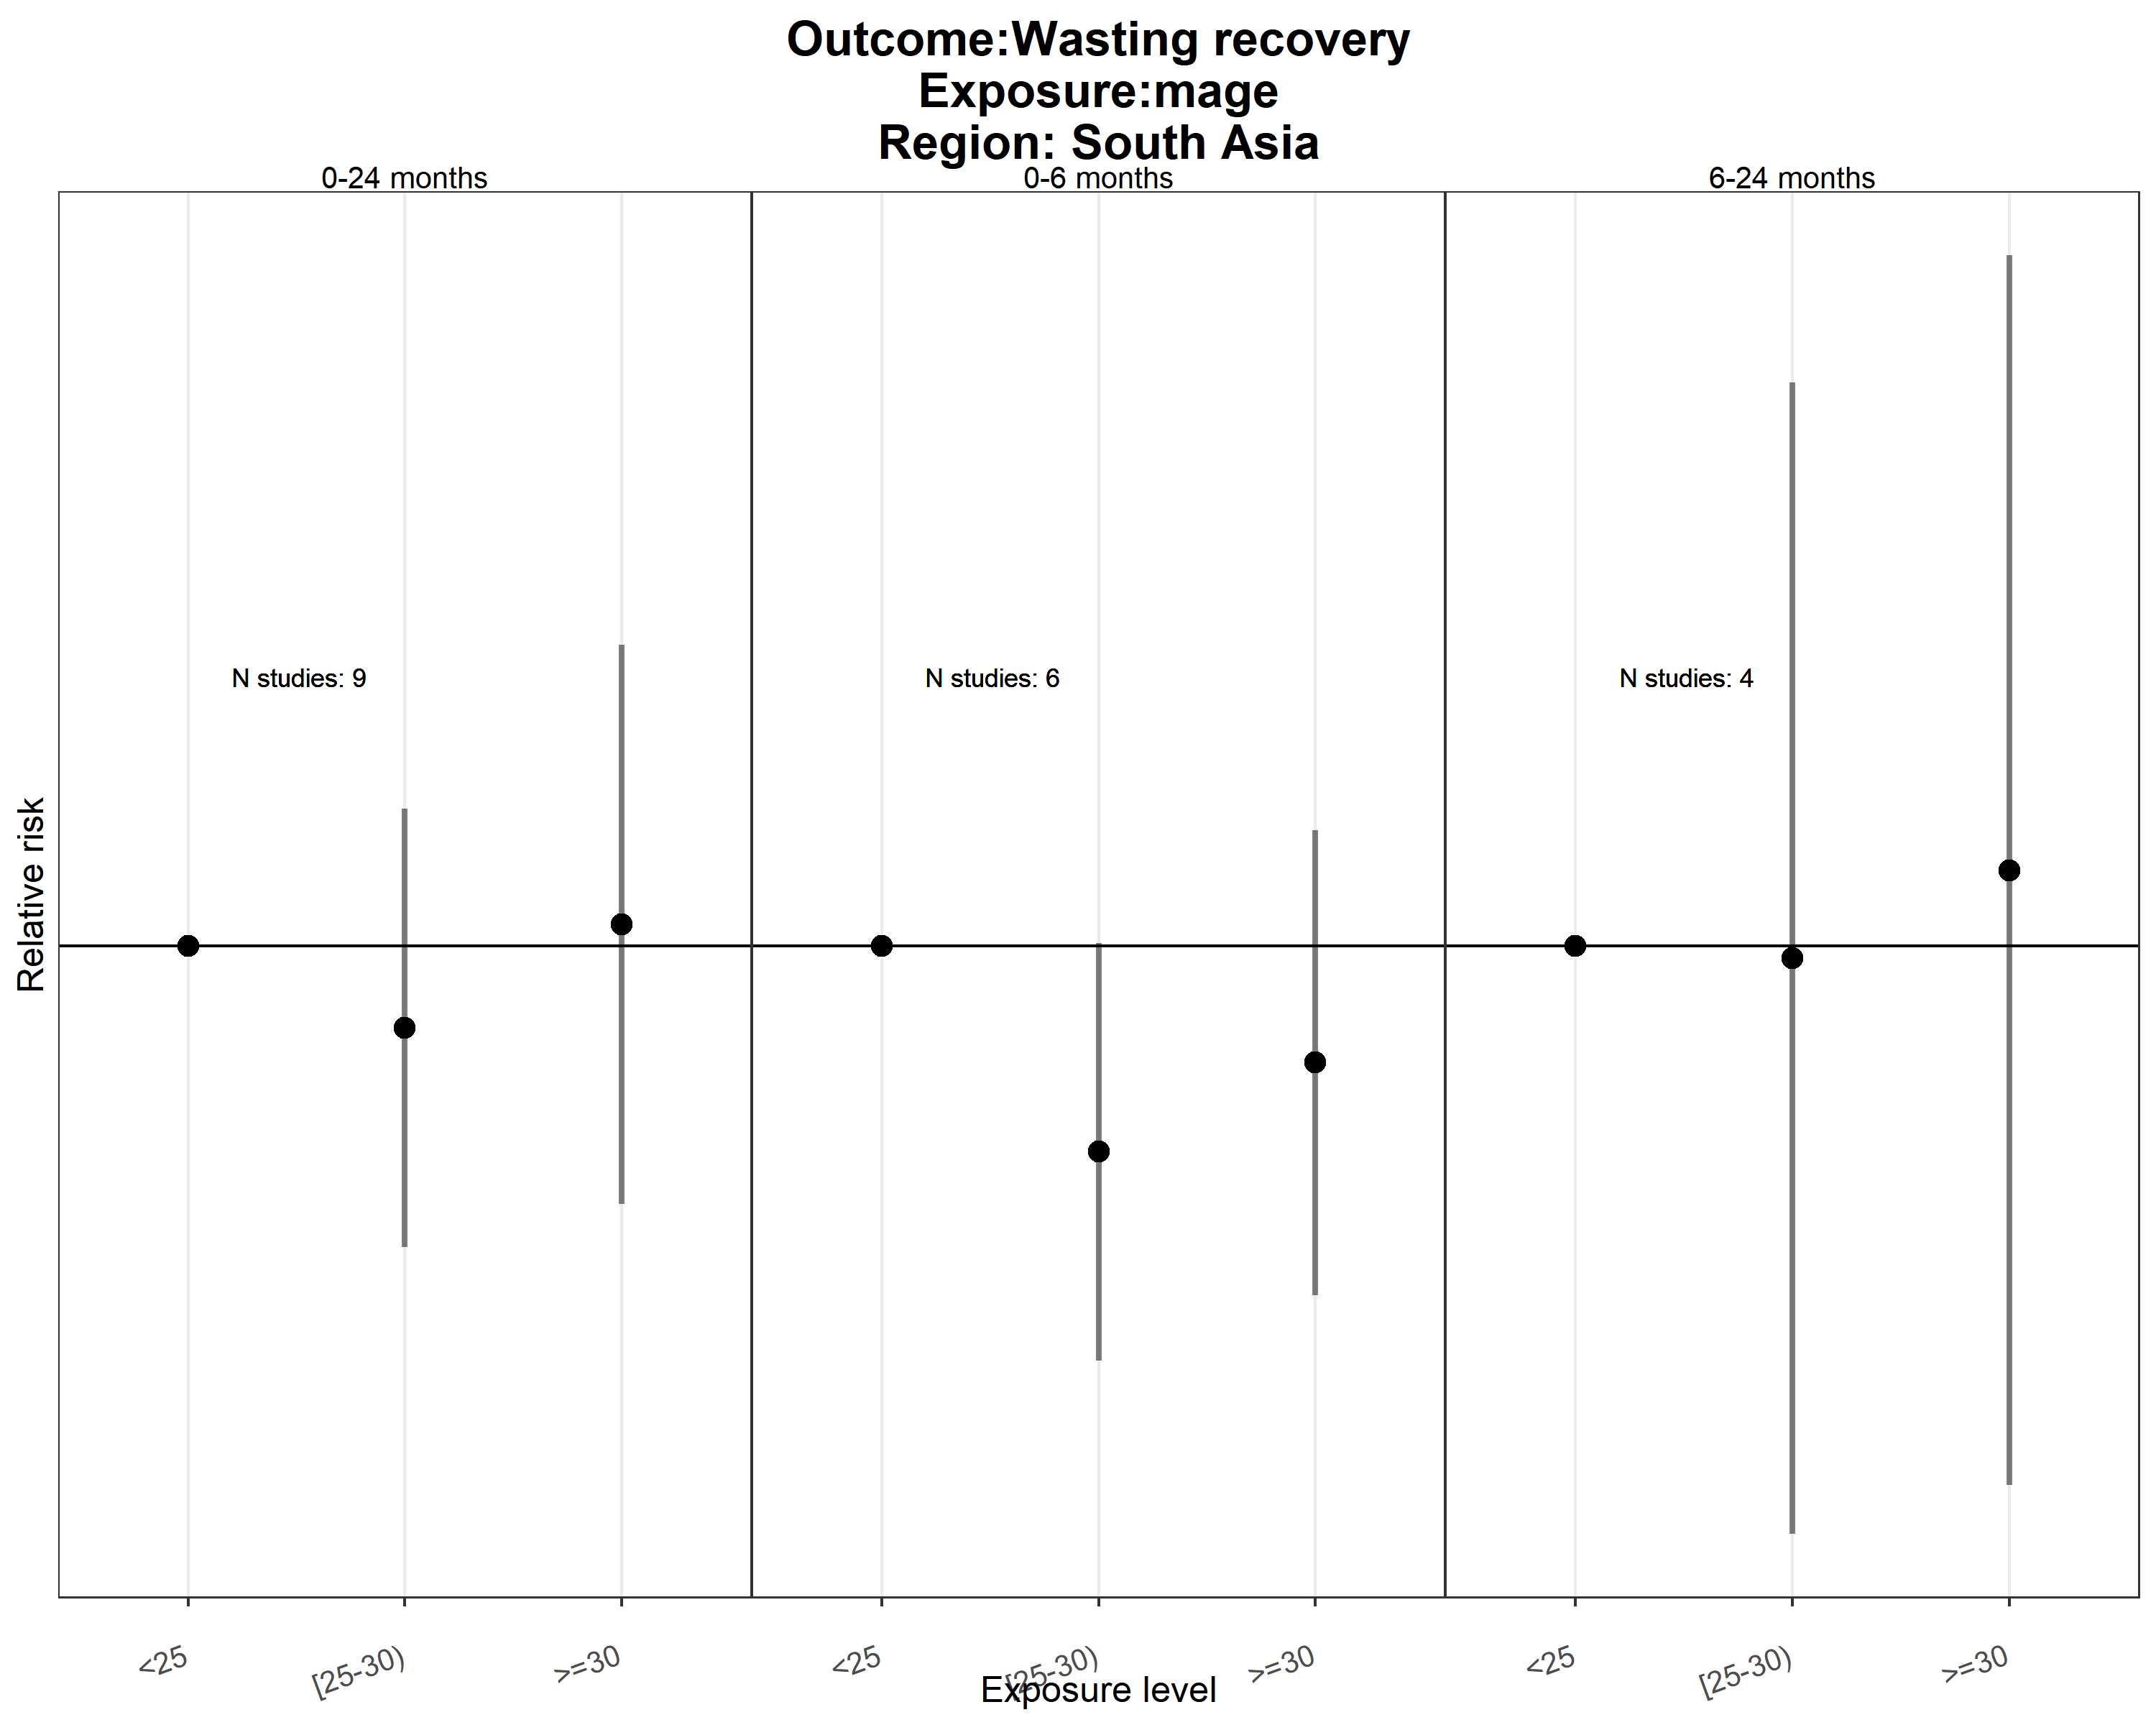 Outcome:Wasting recovery
Exposure:mage
Region: South Asia
0-24 months
0-6 months
6-24 months
N studies: 9
N studies: 6
N studies: 4
Relative risk
<25
[25-30)
>=30
<25
[25-30)
>=30
<25
[25-30)
>=30
Exposure level